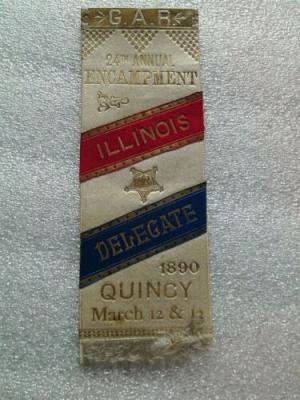 G.A.R
24TH ANNUAL
ENCAMPMENT
ILLINOIS
DELEGATE
1890
QUINCY
March 12 & 13